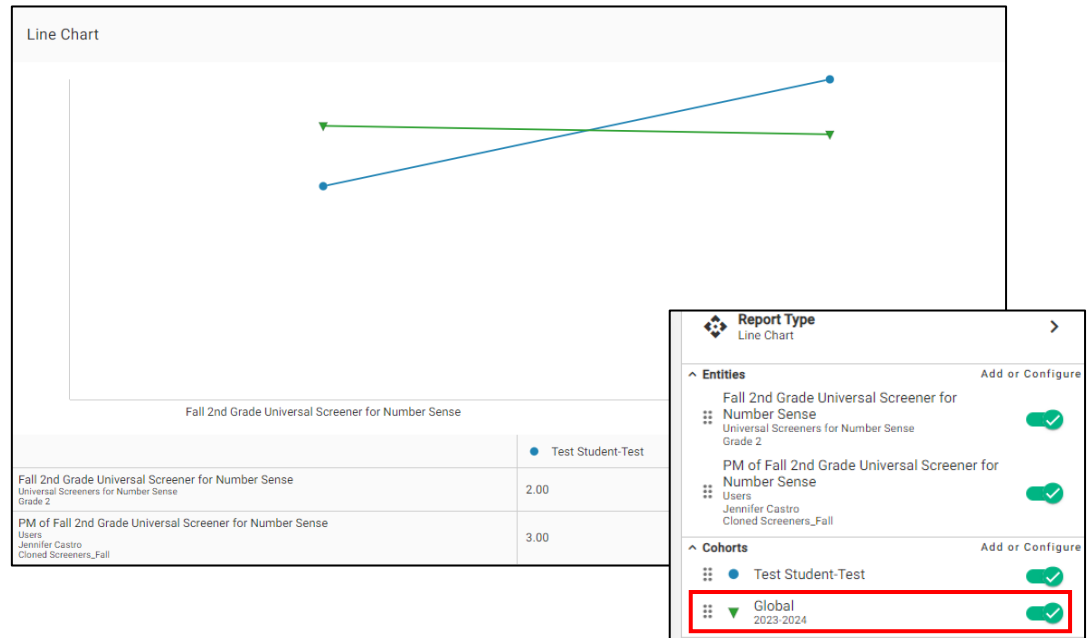 Line Chart
Fall 2nd Grade Universal Screener for Number Sense
Test Student-Test
Fall 2nd Grade Universal Screener for Number Sense
Universal Screeners for Number Sense
Grade 2
2.00
PM of Fall 2nd Grade Universal Screener for Number Sense
Users
Jennifer Castro
Cloned Screeners_Fall
3.00
Report Type
Line Chart
Entities Add or Configure
Fall 2nd Grade Universal Screener for
Number Sense
Universal Screeners for Number Sense
Grade 2
PM of Fall 2nd Grade Universal Screener for
Number Sense
Users
Jennifer Castro
Cloned Screeners_Fall
Cohorts Add or Configure
Test Student-Test
Global
2023-2024